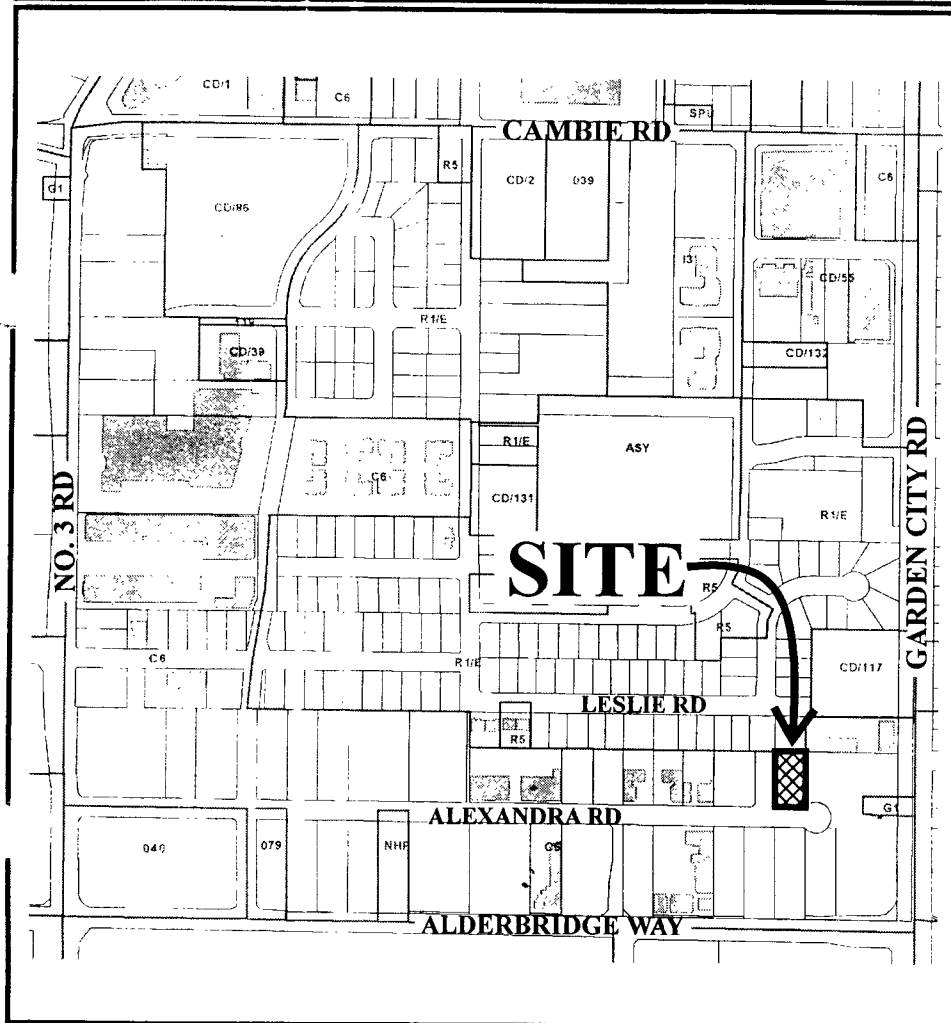 CD/1
C6
SPU
CAMBIE RD
R5
CD/2
039
C6
G1
CD/86
I3
CD/55
R1/E
CD/39
CD/132
R1/E
ASY
GARDEN CITY RD
C6
CD/131
R1/E
NO. 3 RD
SITE
R5
R5
C6
R1/E
CD/117
LESLIE RD
R5
G1
ALEXANDRA RD
040
079
NHP
C6
ALDERBRIDGE WAY